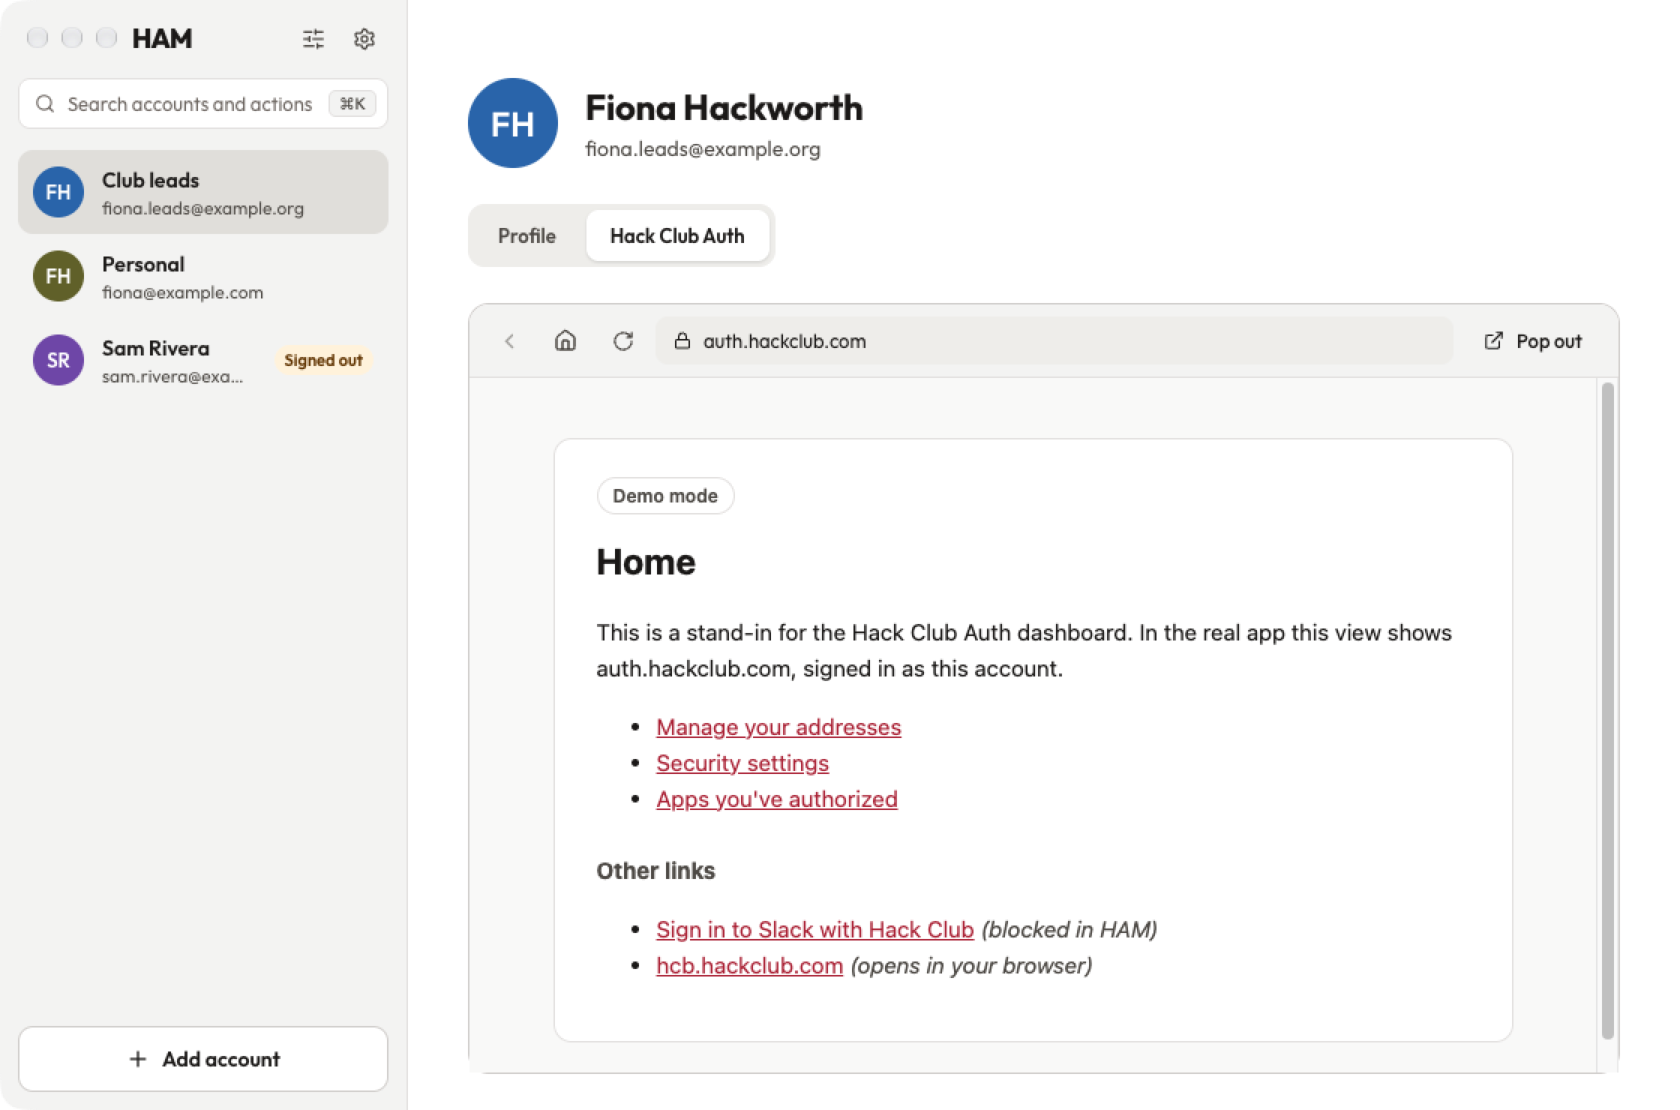 HAM
Search accounts and actions ⌘K
FH
Club leads
fiona.leads@example.org
FH
Personal
fiona@example.com
SR
Sam Rivera
sam.rivera@exa...
Signed out
+ Add account
FH
Fiona Hackworth
fiona.leads@example.org
Profile
Hack Club Auth
auth.hackclub.com
Pop out
Demo mode
Home
This is a stand-in for the Hack Club Auth dashboard. In the real app this view shows
auth.hackclub.com, signed in as this account.
• Manage your addresses
• Security settings
• Apps you've authorized
Other links
• Sign in to Slack with Hack Club (blocked in HAM)
• hcb.hackclub.com (opens in your browser)